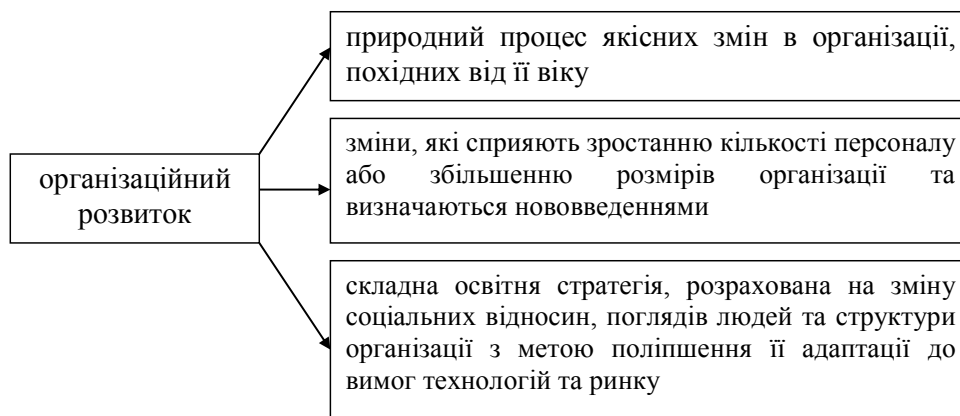 природний процес якісних змін в організації,
похідних від її віку
зміни, які сприяють зростанню кількості персоналу
або збільшенню розмірів організації та
визначаються нововведеннями
організаційний
розвиток
складна освітня стратегія, розрахована на зміну
соціальних відносин, поглядів людей та структури
організації з метою поліпшення її адаптації до
вимог технологій та ринку